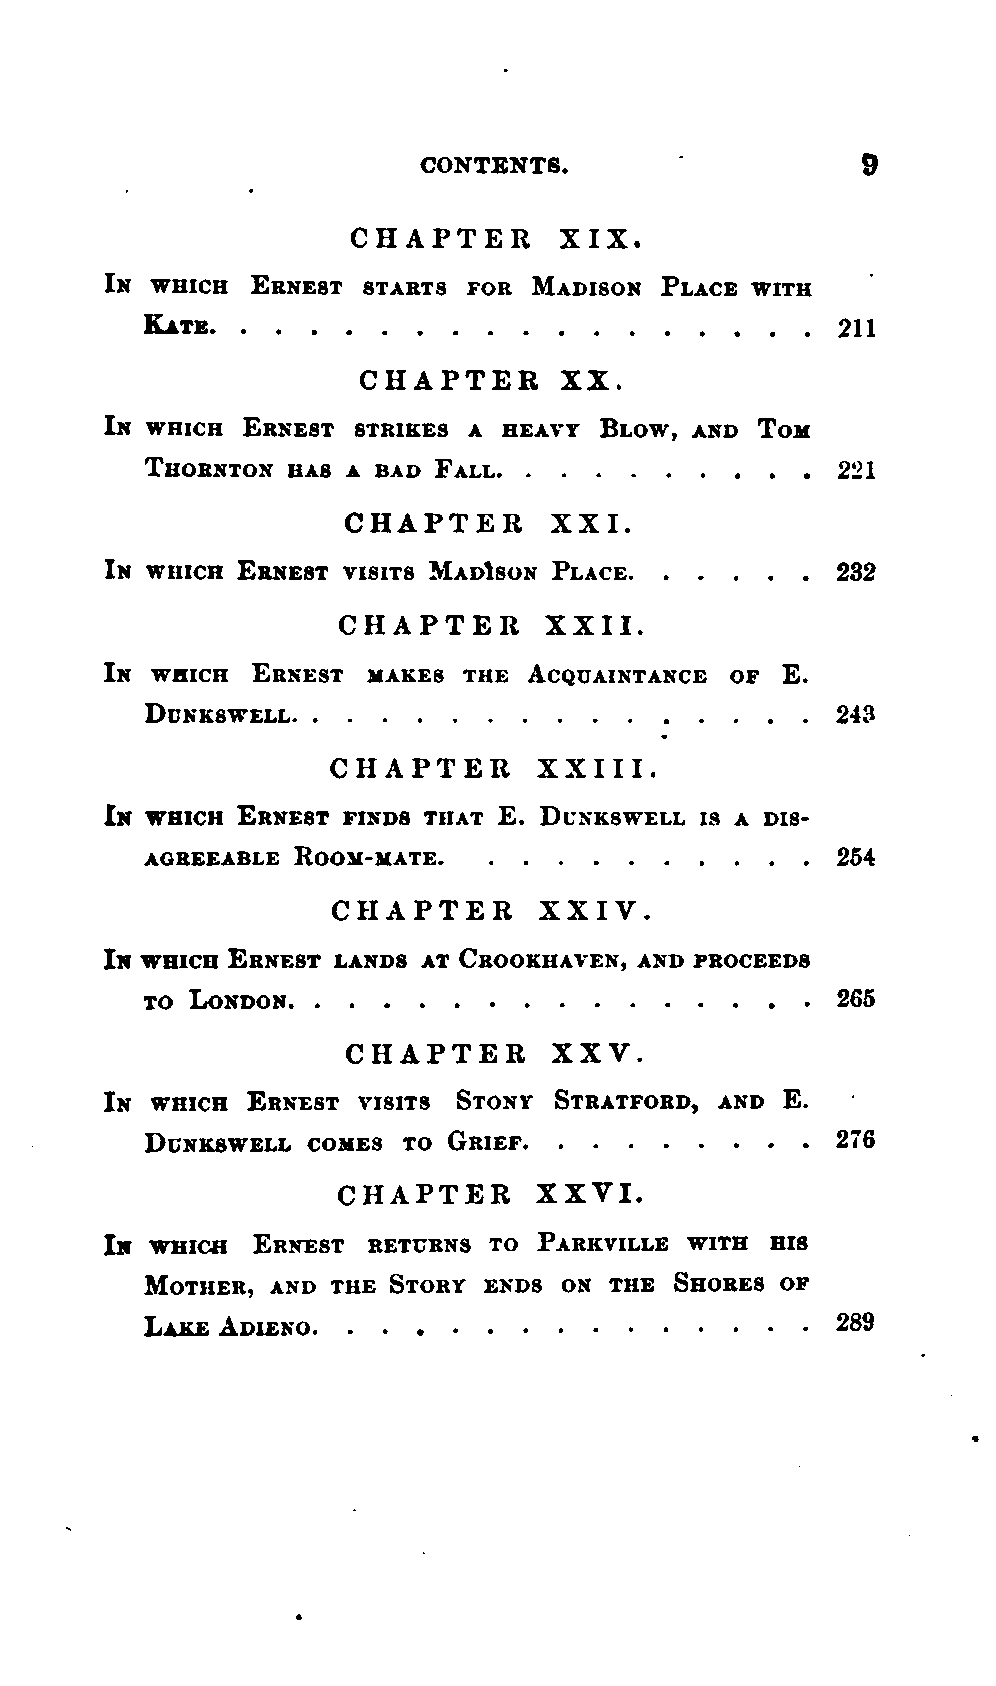 CONTENTS. 9
CHAPTER XIX.
In which Ernest starts for Madison Place with
Kate. . . . . . . . . . . . . . . . . . 211
CHAPTER XX.
In which Ernest strikes a heavy Blow, and Tom
Thornton has a bad Fall. . . . . . . . . . 221
CHAPTER XXI.
In which Ernest visits Madison Place. . . . . . 232
CHAPTER XXII.
In which Ernest makes the Acquaintance of E.
Dunkswell. . . . . . . . . . . . . . . . 243
CHAPTER XXIII.
In which Ernest finds that E. Dunkswell is a dis-
agreeable Room-mate. . . . . . . . . . . 254
CHAPTER XXIV.
In which Ernest lands at Crookhaven, and proceeds
to London. . . . . . . . . . . . . . . . 265
CHAPTER XXV.
In which Ernest visits Stony Stratford, and E.
Dunkswell comes to Grief. . . . . . . . . 276
CHAPTER XXVI.
In which Ernest returns to Parkville with his
Mother, and the Story ends on the Shores of
Lake Adieno. . . . . . . . . . . . . . . 289